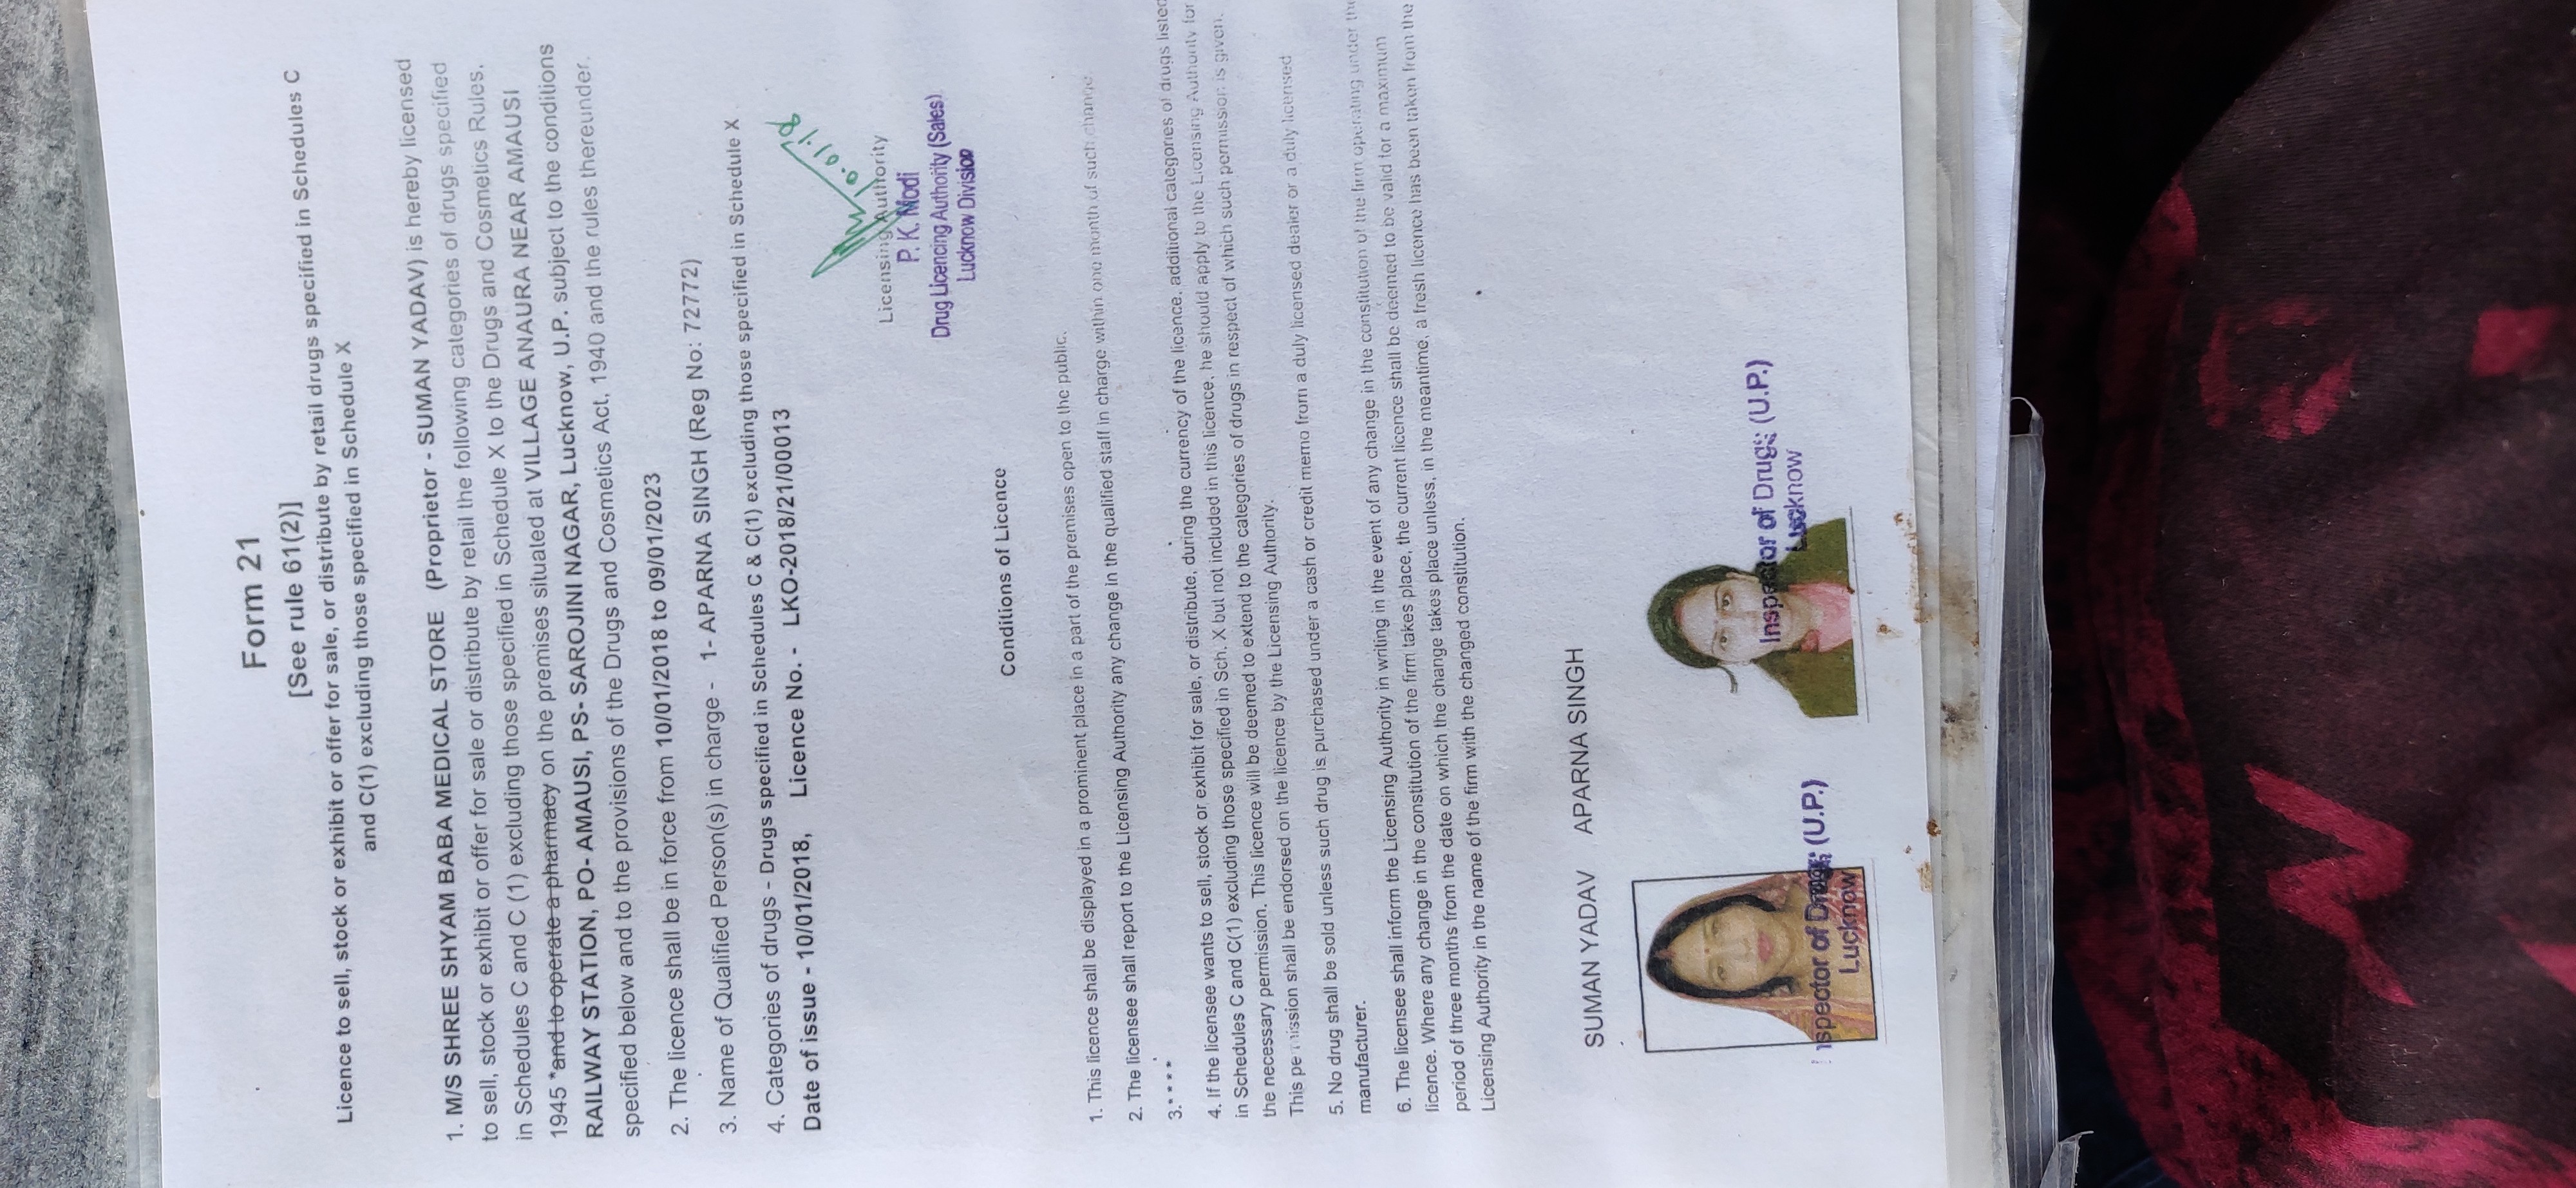 Form 21
[See rule 61(2)]
Licence to sell, stock or exhibit or offer for sale, or distribute by retail drugs specified in Schedules C
and C(1) excluding those specified in Schedule X
1. M/S SHREE SHYAM BABA MEDICAL STORE (Proprietor - SUMAN YADAV) is hereby licensed
to sell, stock or exhibit or offer for sale or distribute by retail the following categories of drugs specified
in Schedules C and C (1) excluding those specified in Schedule X to the Drugs and Cosmetics Rules,
1945 *and to operate a pharmacy on the premises situated at VILLAGE ANAURA NEAR AMAUSI
RAILWAY STATION, PO- AMAUSI, PS- SAROJINI NAGAR, Lucknow, U.P. subject to the conditions
specified below and to the provisions of the Drugs and Cosmetics Act, 1940 and the rules thereunder.
2. The licence shall be in force from 10/01/2018 to 09/01/2023
3. Name of Qualified Person(s) in charge - 1- APARNA SINGH (Reg No: 72772)
4. Categories of drugs - Drugs specified in Schedules C & C(1) excluding those specified in Schedule X
Date of issue - 10/01/2018, Licence No. - LKO-2018/21/00013
Licensing Authority
P. K. Modi
Drug Licencing Authority (Sales)
Lucknow Division
Conditions of Licence
1. This licence shall be displayed in a prominent place in a part of the premises open to the public.
2. The licensee shall report to the Licensing Authority any change in the qualified staff in charge within one month of such change
3.****
4. If the licensee wants to sell, stock or exhibit for sale, or distribute, during the currency of the licence, additional categories of drugs listed
in Schedules C and C(1) excluding those specified in Sch. X but not included in this licence, he should apply to the Licensing Authority for
the necessary permission. This licence will be deemed to extend to the categories of drugs in respect of which such permission is given.
This permission shall be endorsed on the licence by the Licensing Authority.
5. No drug shall be sold unless such drug is purchased under a cash or credit memo from a duly licensed dealer or a duly licensed
manufacturer.
6. The licensee shall inform the Licensing Authority in writing in the event of any change in the constitution of the firm operating under the
licence. Where any change in the constitution of the firm takes place, the current licence shall be deemed to be valid for a maximum
period of three months from the date on which the change takes place unless, in the meantime, a fresh licence has been taken from the
Licensing Authority in the name of the firm with the changed constitution.
SUMAN YADAV APARNA SINGH
Inspector of Drugs (U.P.)
Lucknow
Inspector of Drugs (U.P.)
Lucknow